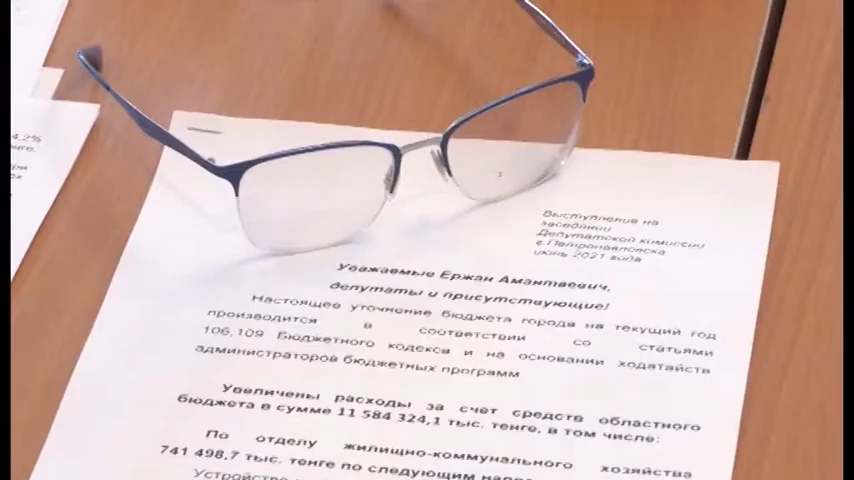 4.2%
Выступление на
заседании
Депутатской комиссии
г Петропавловска
июнь 2021 года
Уважаемые Ержан Амантаевич,
депутаты и присутствующие!
Настоящее уточнение бюджета города на текущий год
производится в соответствии со статьями
106,109 Бюджетного кодекса и на основании ходатайств
администраторов бюджетных программ
Увеличены расходы за счет средств областного
бюджета в сумме 11 584 324,1 тыс. тенге, в том числе:
По отделу жилищно-коммунального хозяйства
741 498,7 тыс. тенге по следующим
Устройство